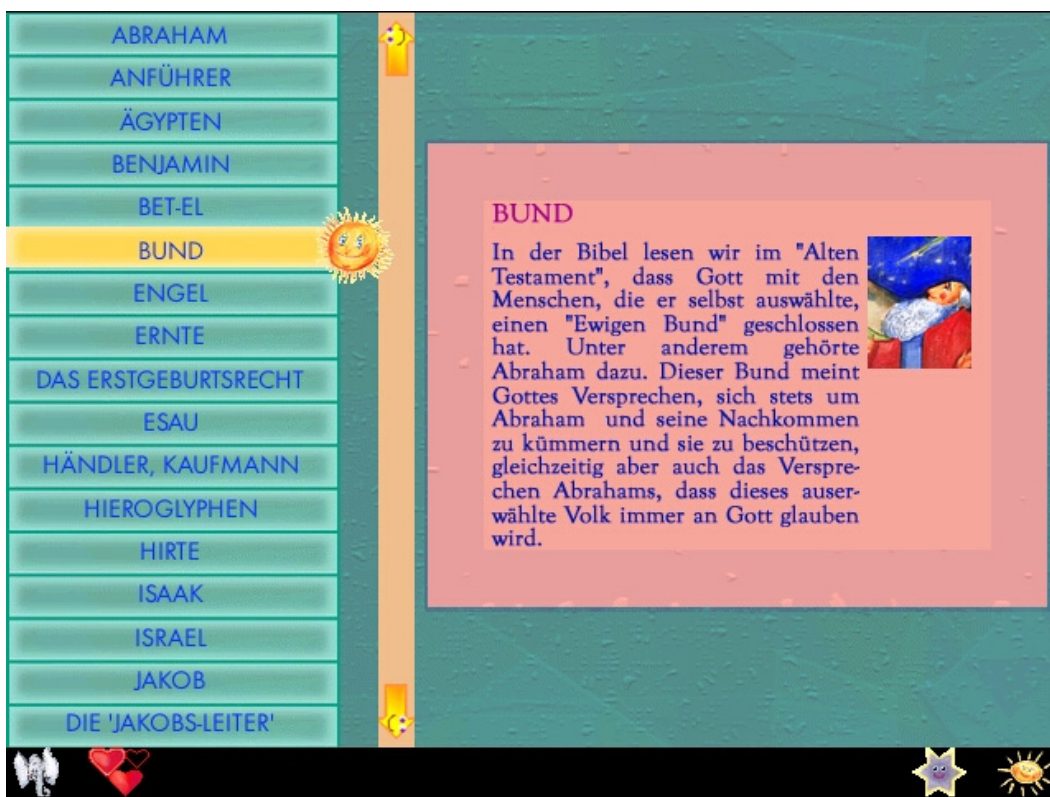 ABRAHAM
ANFÜHRER
ÄGYPTEN
BENJAMIN
BET-EL
BUND
ENGEL
ERNTE
DAS ERSTGEBURTSRECHT
ESAU
HÄNDLER, KAUFMANN
HIEROGLYPHEN
HIRTE
ISAAK
ISRAEL
JAKOB
DIE 'JAKOBS-LEITER'
BUND
In der Bibel lesen wir im "Alten
Testament", dass Gott mit den
Menschen, die er selbst auswählte,
einen "Ewigen Bund" geschlossen
hat. Unter anderem gehörte
Abraham dazu. Dieser Bund meint
Gottes Versprechen, sich stets um
Abraham und seine Nachkommen
zu kümmern und sie zu beschützen,
gleichzeitig aber auch das Verspre-
chen Abrahams, dass dieses auser-
wählte Volk immer an Gott glauben
wird.